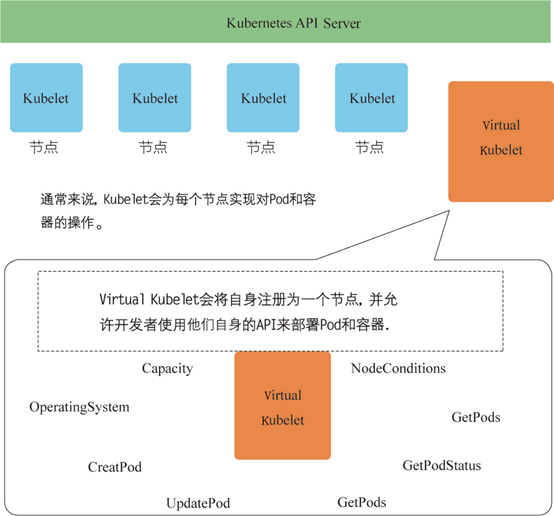 Kubernetes API Server
Kubelet
Kubelet
Kubelet
Kubelet
Virtual
Kubelet
节点
节点
节点
节点
通常来说, Kubelet会为每个节点实现对Pod和容
器的操作。
Virtual Kubelet会将自身注册为一个节点, 并允
许开发者使用他们自身的API来部署Pod和容器.
Capacity
NodeConditions
Virtual
Kubelet
OperatingSystem
GetPods
CreatPod
GetPodStatus
UpdatePod
GetPods